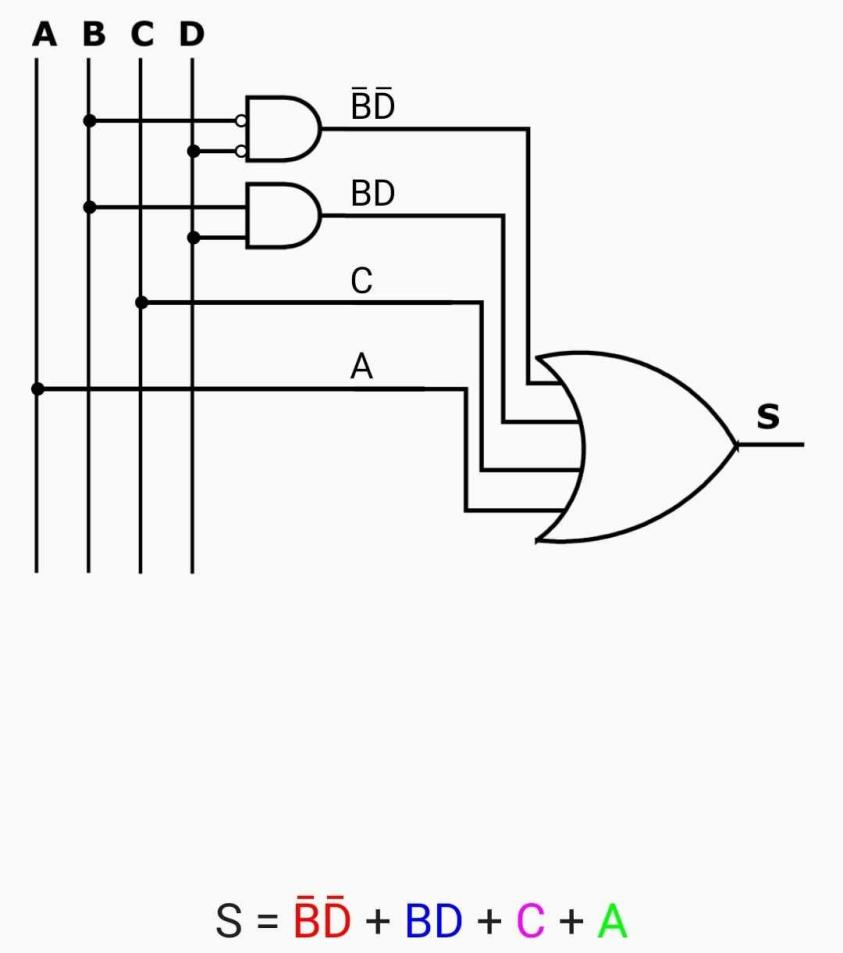 A B C D
B̄D̄
BD
C
A
S
S = B̄D̄ + BD + C + A